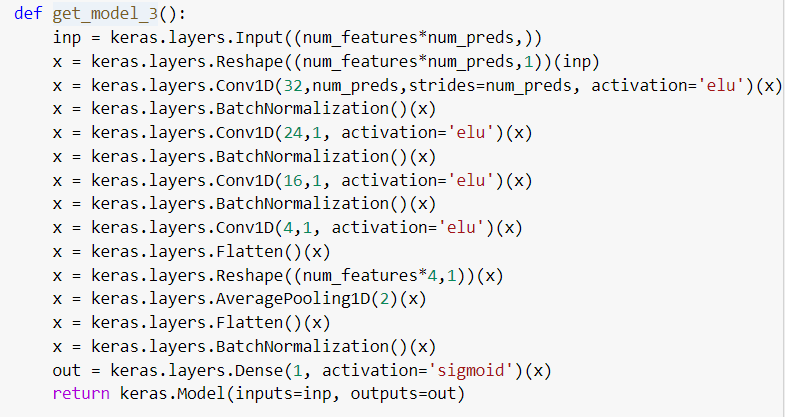 def get_model_3():
    inp = keras.layers.Input((num_features*num_preds,))
    x = keras.layers.Reshape((num_features*num_preds,1))(inp)
    x = keras.layers.Conv1D(32,num_preds,strides=num_preds, activation='elu')(x)
    x = keras.layers.BatchNormalization()(x)
    x = keras.layers.Conv1D(24,1, activation='elu')(x)
    x = keras.layers.BatchNormalization()(x)
    x = keras.layers.Conv1D(16,1, activation='elu')(x)
    x = keras.layers.BatchNormalization()(x)
    x = keras.layers.Conv1D(4,1, activation='elu')(x)
    x = keras.layers.Flatten()(x)
    x = keras.layers.Reshape((num_features*4,1))(x)
    x = keras.layers.AveragePooling1D(2)(x)
    x = keras.layers.Flatten()(x)
    x = keras.layers.BatchNormalization()(x)
    out = keras.layers.Dense(1, activation='sigmoid')(x)
    return keras.Model(inputs=inp, outputs=out)